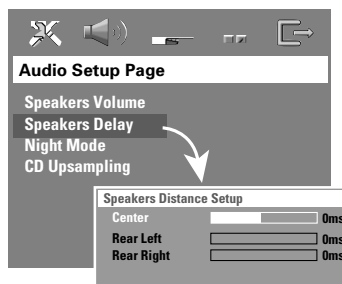 Audio Setup Page
Speakers Volume
Speakers Delay
Night Mode
CD Upsampling
Speakers Distance Setup
Center 0ms
Rear Left 0ms
Rear Right 0ms